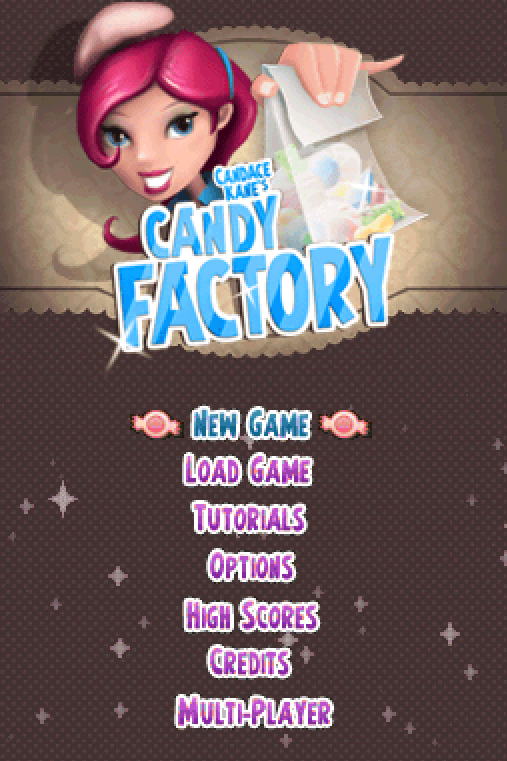 Candace
Kane's
Candy
Factory
New Game
Load Game
Tutorials
Options
High Scores
Credits
Multi-Player